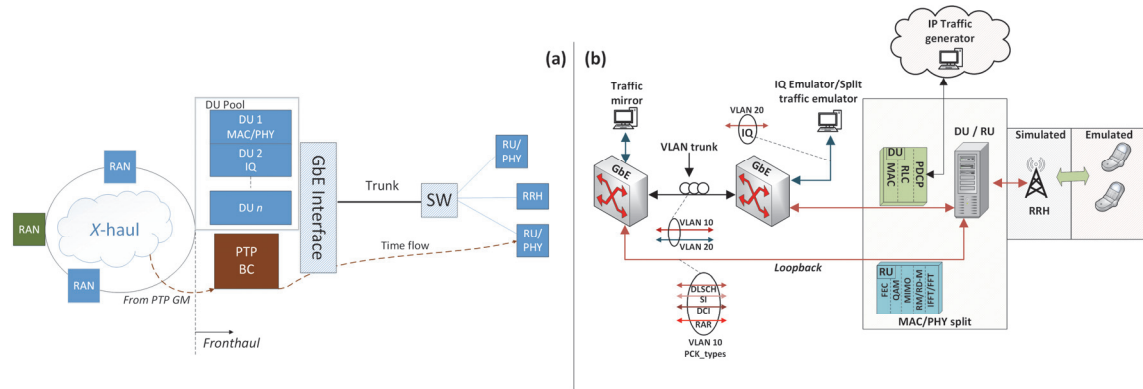 (a)
DU Pool
DU 1
MAC/PHY
DU 2
IQ
DU n
RAN
RAN
RAN
X-haul
PTP
BC
From PTP GM
Fronthaul
GbE Interface
Trunk
SW
Time flow
RU/
PHY
RRH
RU/
PHY
(b)
IP Traffic
generator
Traffic
mirror
IQ Emulator/Split
traffic emulator
VLAN 20
IQ
VLAN trunk
GbE
GbE
VLAN 10
VLAN 20
Loopback
DLSCH
SI
DCI
RAR
VLAN 10
PCK_types
DU / RU
DU
MAC
RLC
PDCP
RU
FEC
QAM
MIMO
RM/RD-M
IFFT/FFT
MAC/PHY split
Simulated
Emulated
RRH